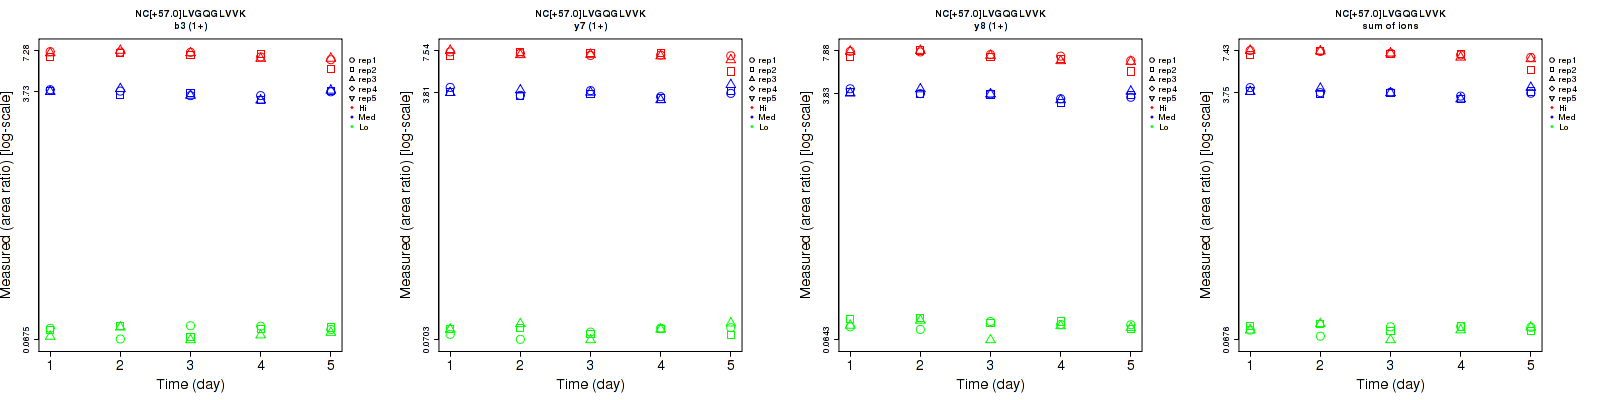 NC[+57.0]LVGQGLVVK
b3 (1+)
Measured (area ratio) [log-scale]
7.28
3.73
0.0675
1 2 3 4 5
Time (day)
rep1
rep2
rep3
rep4
rep5
Hi
Med
Lo
NC[+57.0]LVGQGLVVK
y7 (1+)
Measured (area ratio) [log-scale]
7.54
3.81
0.0703
1 2 3 4 5
Time (day)
rep1
rep2
rep3
rep4
rep5
Hi
Med
Lo
NC[+57.0]LVGQGLVVK
y8 (1+)
Measured (area ratio) [log-scale]
7.88
3.83
0.0643
1 2 3 4 5
Time (day)
rep1
rep2
rep3
rep4
rep5
Hi
Med
Lo
NC[+57.0]LVGQGLVVK
sum of ions
Measured (area ratio) [log-scale]
7.43
3.75
0.0676
1 2 3 4 5
Time (day)
rep1
rep2
rep3
rep4
rep5
Hi
Med
Lo